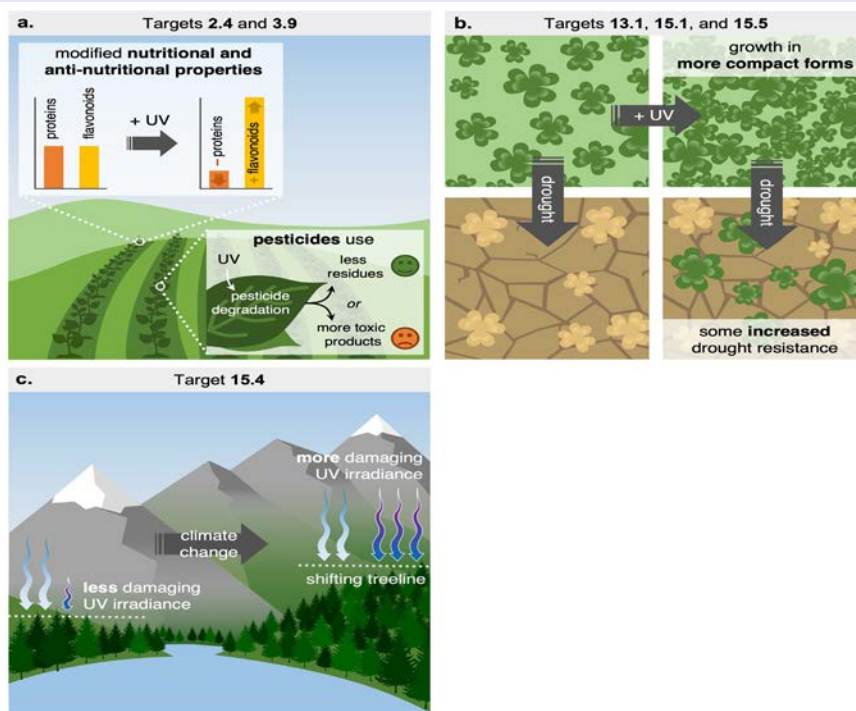 a.
Targets 2.4 and 3.9
modified nutritional and
anti-nutritional properties
proteins
flavonoids
+ UV
- proteins
+ flavonoids
pesticides use
UV
less
residues
pesticide
degradation
or
more toxic
products
b.
Targets 13.1, 15.1, and 15.5
growth in
more compact forms
+ UV
drought
drought
some increased
drought resistance
c.
Target 15.4
more damaging
UV irradiance
climate
change
shifting treeline
less damaging
UV irradiance